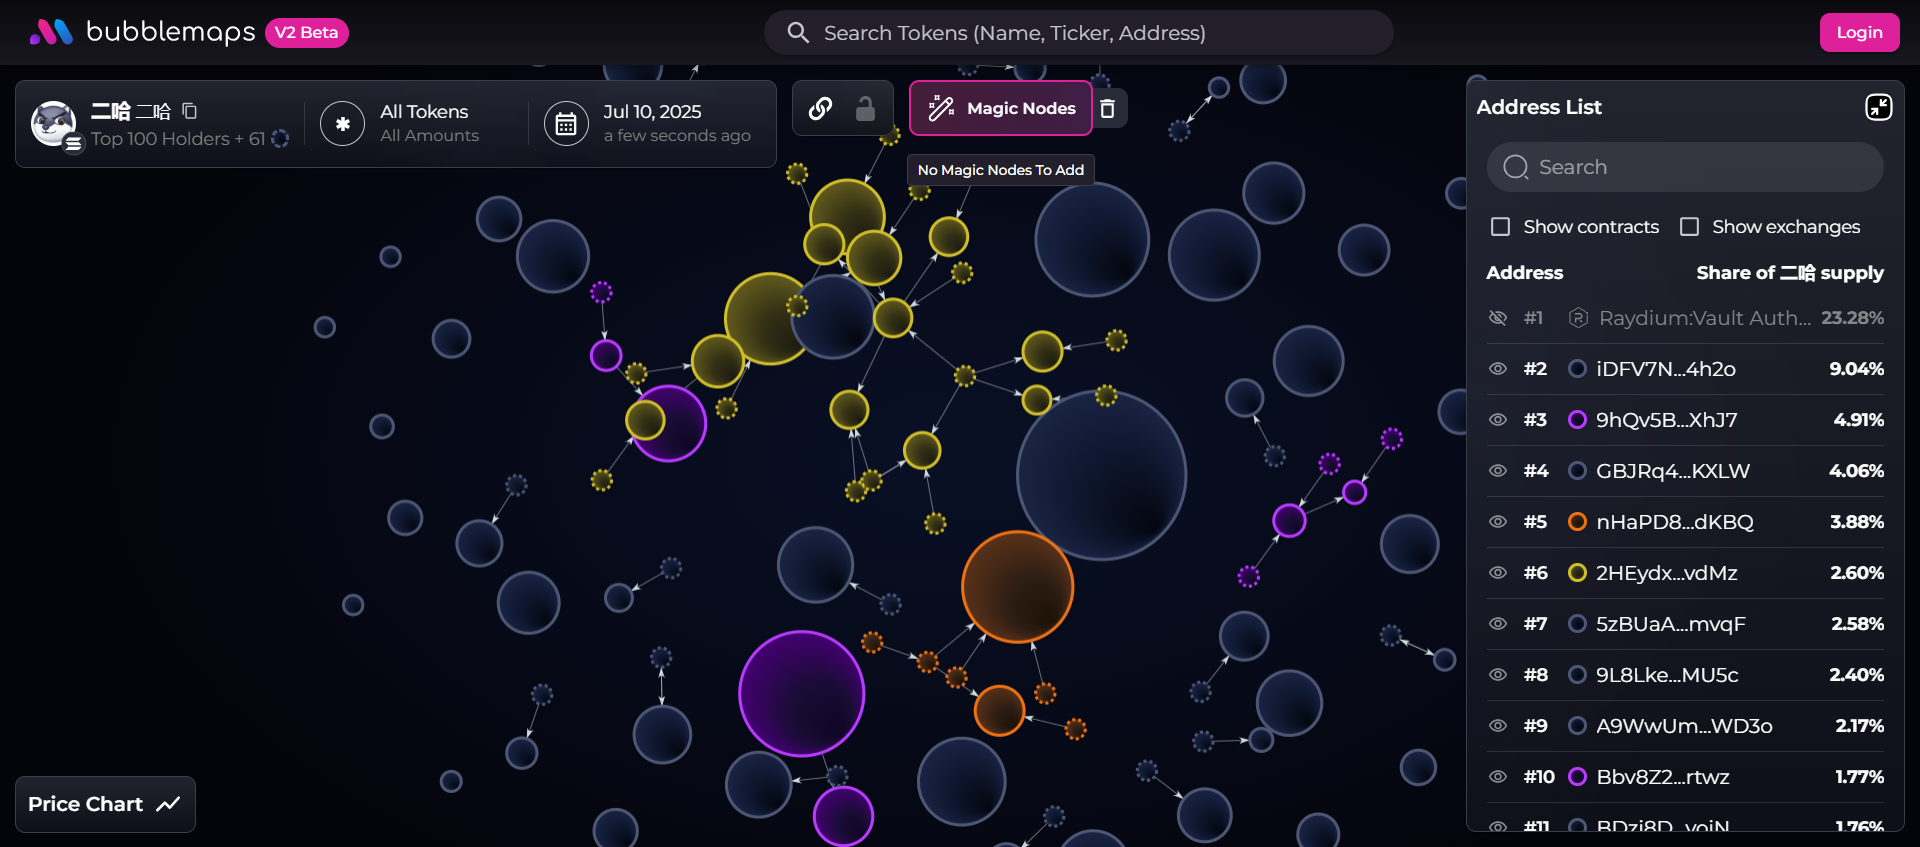 bubblemaps V2 Beta
Search Tokens (Name, Ticker, Address)
Login
二哈 二哈
Top 100 Holders + 61
All Tokens
All Amounts
Jul 10, 2025
a few seconds ago
Magic Nodes
No Magic Nodes To Add
Address List
Search
Show contracts Show exchanges
Address Share of 二哈 supply
#1 Raydium:Vault Auth... 23.28%
#2 iDFV7N...4h2o 9.04%
#3 9hQv5B...XhJ7 4.91%
#4 GBJRq4...KXLW 4.06%
#5 nHaPD8...dKBQ 3.88%
#6 2HEydx...vdMz 2.60%
#7 5zBUaA...mvqF 2.58%
#8 9L8Lke...MU5c 2.40%
#9 A9WwUm...WD3o 2.17%
#10 Bbv8Z2...rtwz 1.77%
#11 1.76%
Price Chart